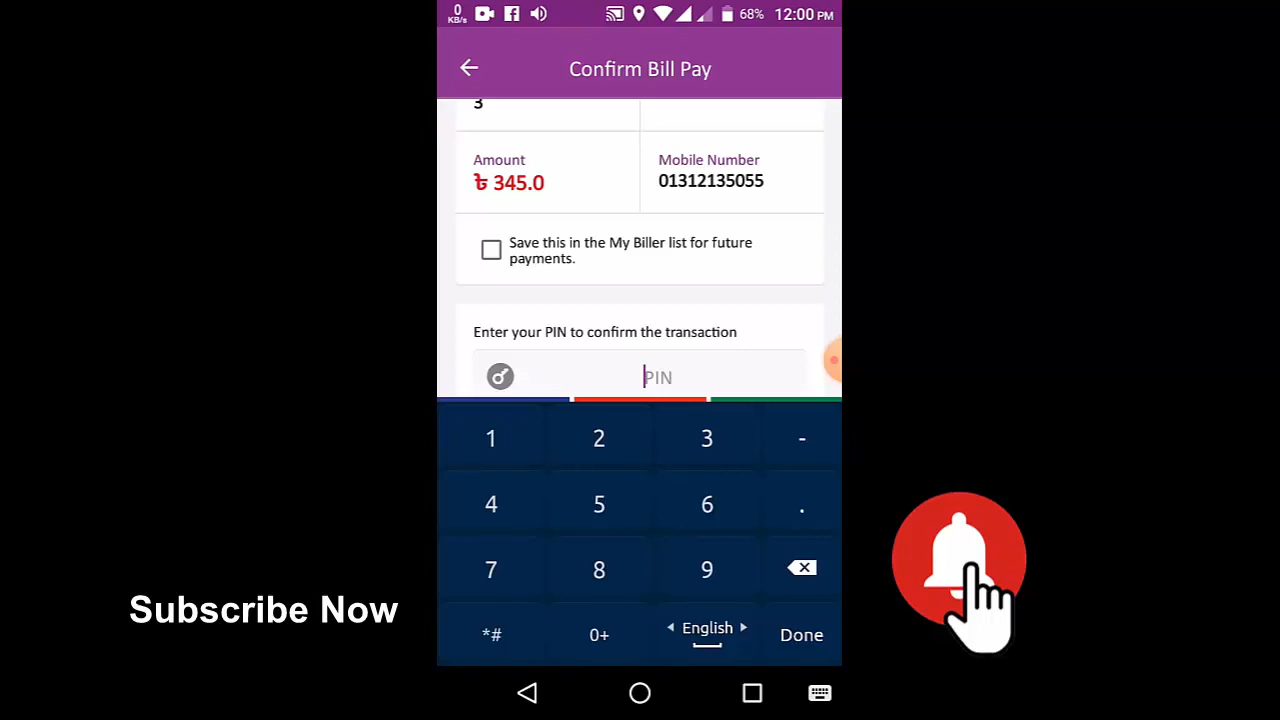 0
KB/s
68% 12:00 PM
Confirm Bill Pay
3
Amount
৳ 345.0
Mobile Number
01312135055
Save this in the My Biller list for future
payments.
Enter your PIN to confirm the transaction
PIN
1 2 3 -
4 5 6 .
7 8 9
*# 0+ English Done
Subscribe Now